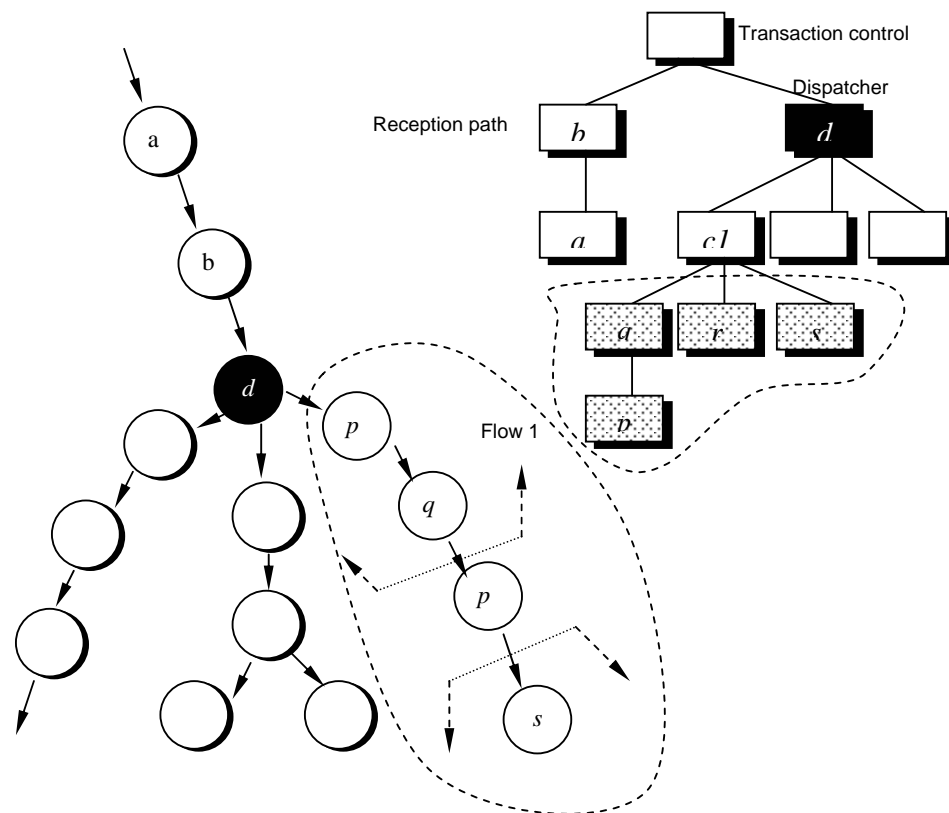 Transaction control
Dispatcher
Reception path
b
d
a
c1
q
r
s
p
a
b
d
p
Flow 1
q
p
s